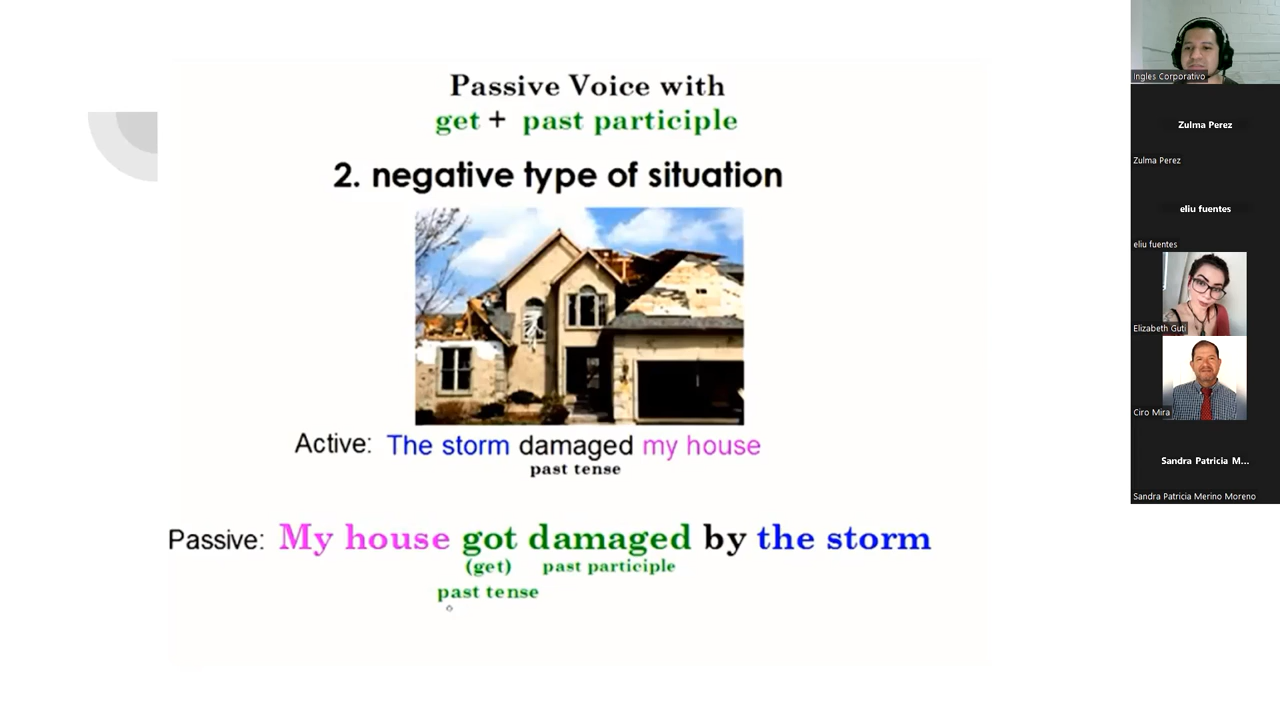 Passive Voice with
get + past participle
2. negative type of situation
Active: The storm damaged my house
past tense
Passive: My house got damaged by the storm
(get) past participle
past tense
Ingles Corporativo
Zulma Perez
Zulma Perez
eliu fuentes
eliu fuentes
Elizabeth Guti
Ciro Mira
Sandra Patricia M...
Sandra Patricia Merino Moreno